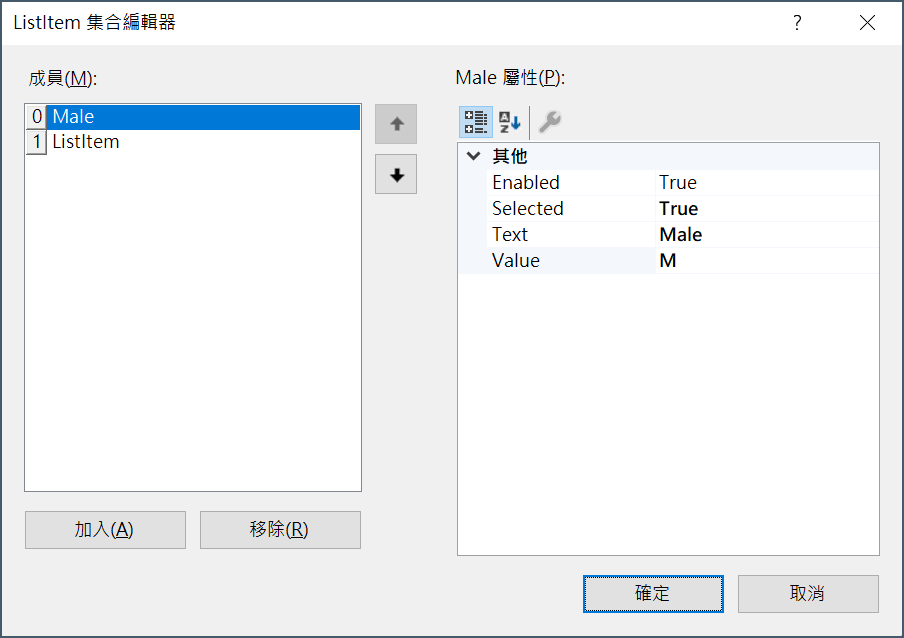 ListItem 集合編輯器
?
成員(M):
0 Male
1 ListItem
加入(A)
移除(R)
Male 屬性(P):
其他
Enabled True
Selected True
Text Male
Value M
確定
取消